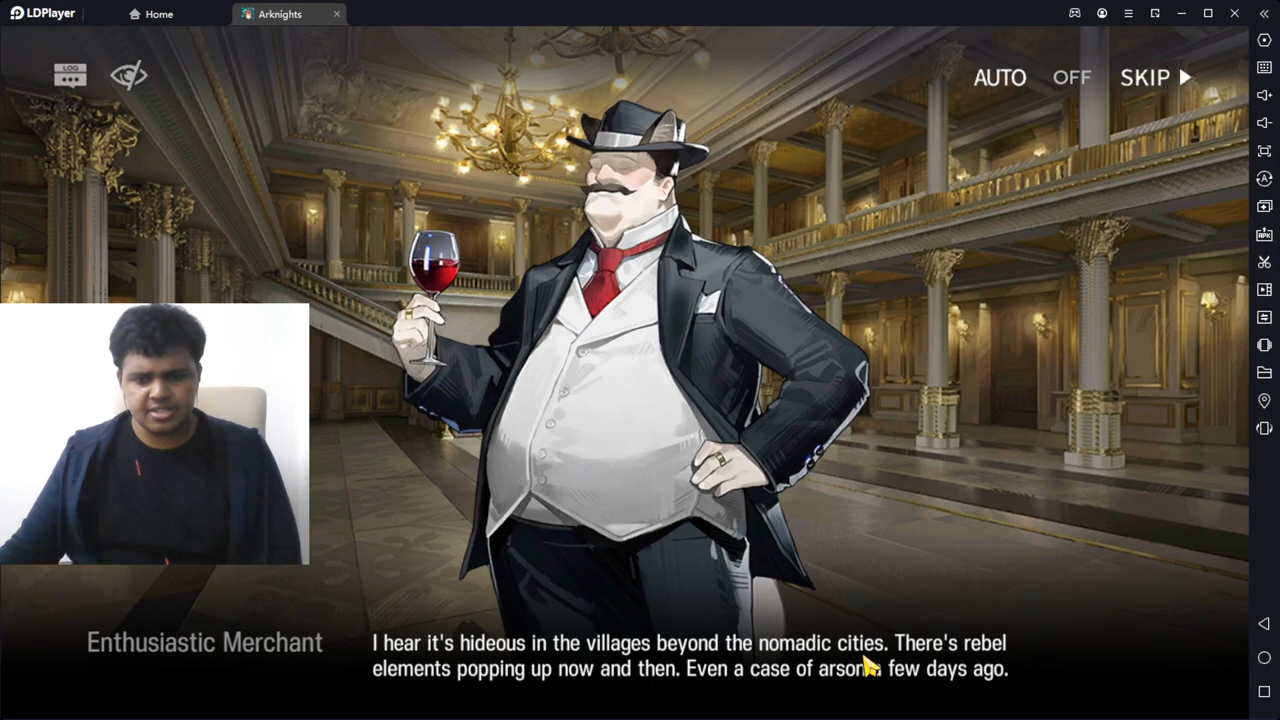 LDPlayer
Home
Arknights
LOG
AUTO OFF SKIP
APK
Enthusiastic Merchant
I hear it's hideous in the villages beyond the nomadic cities. There's rebel
elements popping up now and then. Even a case of arson a few days ago.